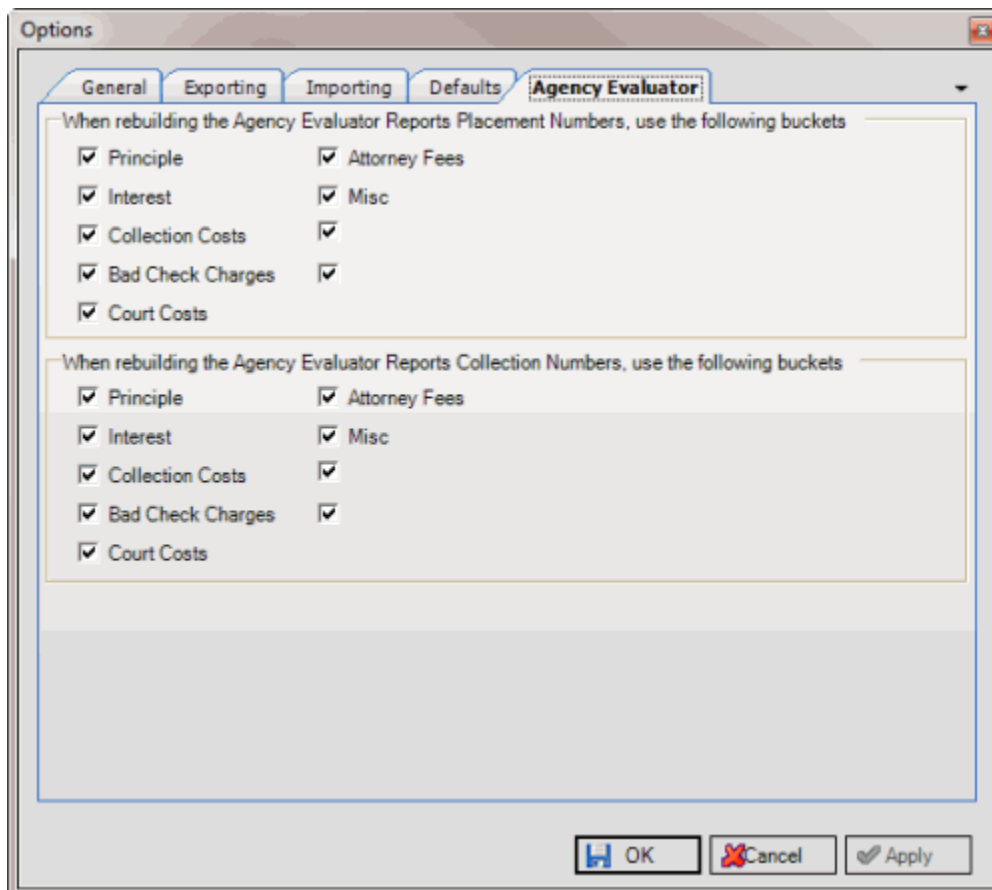 Options
General Exporting Importing Defaults Agency Evaluator
When rebuilding the Agency Evaluator Reports Placement Numbers, use the following buckets
Principle Attorney Fees
Interest Misc
Collection Costs
Bad Check Charges
Court Costs
When rebuilding the Agency Evaluator Reports Collection Numbers, use the following buckets
Principle Attorney Fees
Interest Misc
Collection Costs
Bad Check Charges
Court Costs
OK Cancel Apply